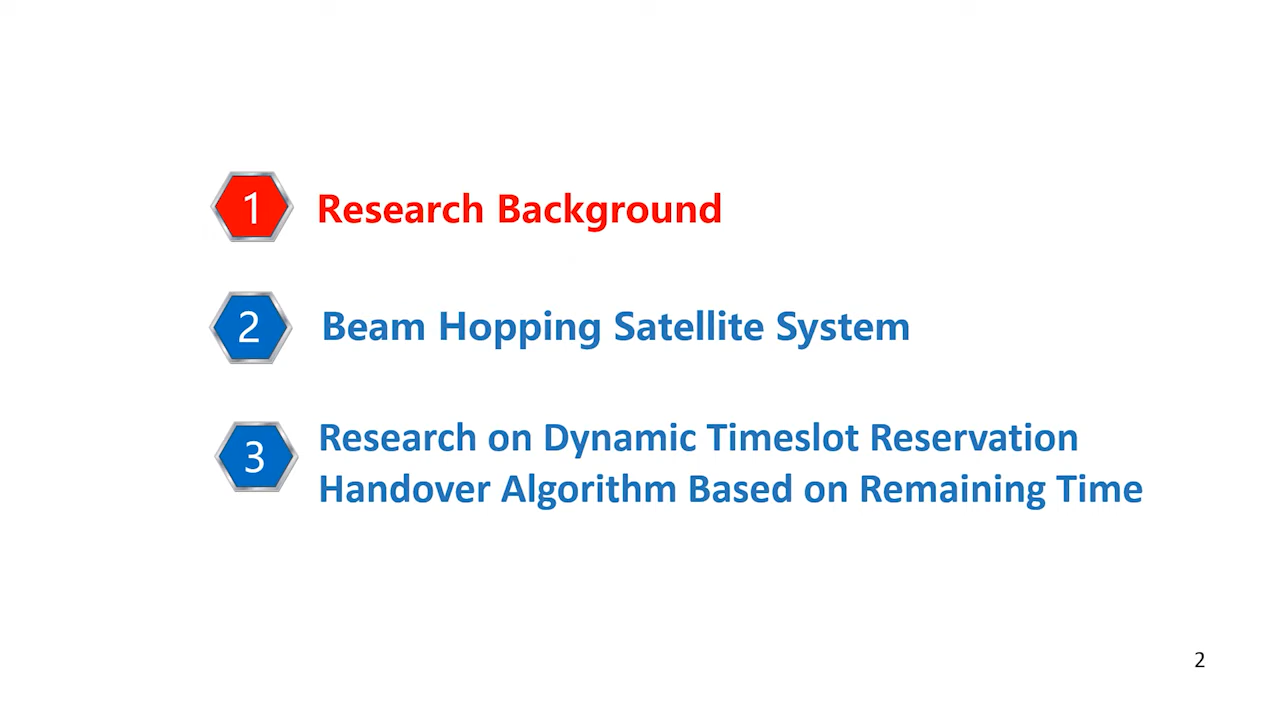 1 Research Background
2 Beam Hopping Satellite System
3 Research on Dynamic Timeslot Reservation
Handover Algorithm Based on Remaining Time
2